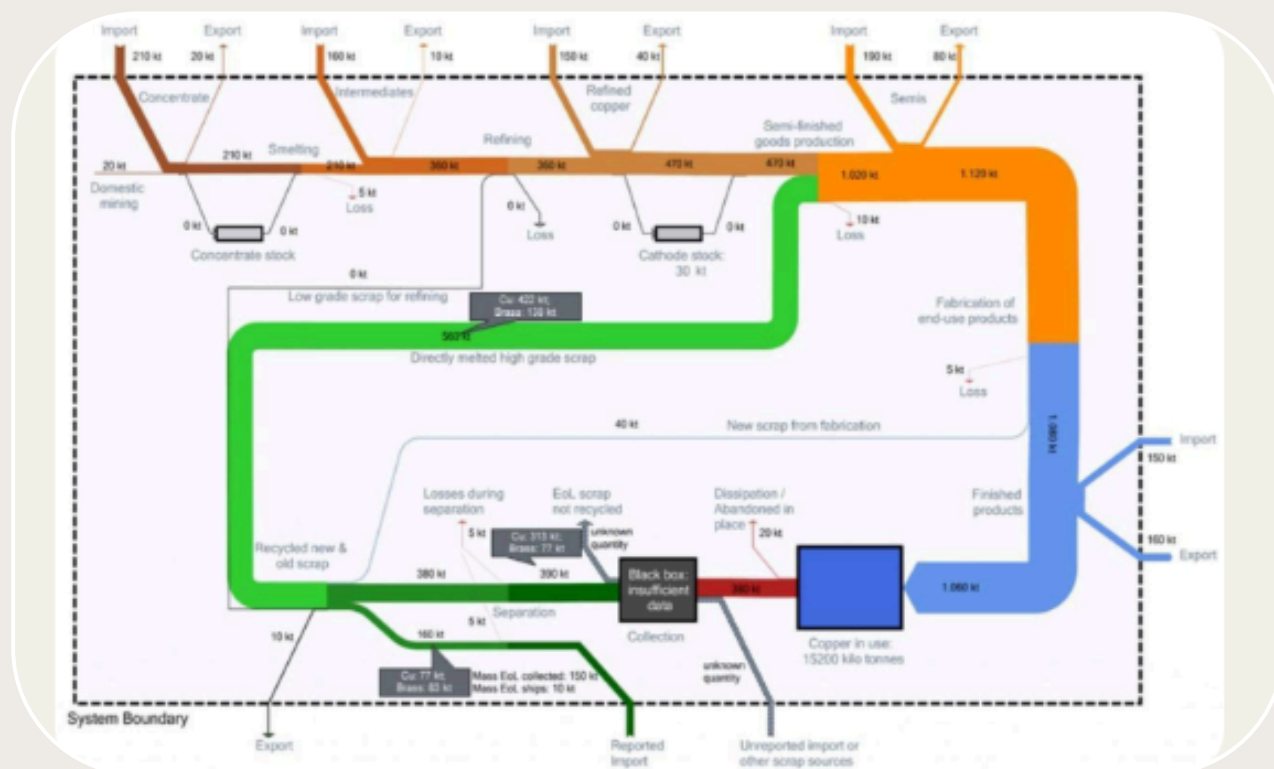 Import
Export
Import
Export
Import
Export
Import
Export
210 kt
20 kt
160 kt
10 kt
150 kt
40 kt
190 kt
80 kt
Concentrate
Intermediates
Refined
copper
Semis
Smelting
Refining
Semi-finished
goods production
20 kt
210 kt
210 kt
360 kt
360 kt
470 kt
470 kt
1.020 kt
1.120 kt
Domestic
mining
5 kt
Loss
0 kt
Loss
10 kt
Loss
0 kt
0 kt
Concentrate stock
0 kt
0 kt
Cathode stock:
30 kt
0 kt
Low grade scrap for refining
Cu: 422 kt;
Brass: 138 kt
560 kt
Directly melted high grade scrap
Fabrication of
end-use products
5 kt
Loss
40 kt
New scrap from fabrication
Import
150 kt
160 kt
Export
Finished
products
Losses during
separation
5 kt
EoL scrap
not recycled
unknown
quantity
Dissipation /
Abandoned in
place
20 kt
Cu: 313 kt;
Brass: 77 kt
Recycled new &
old scrap
380 kt
390 kt
Black box:
insufficient
data
Collection
Separation
5 kt
1.060 kt
Copper in use:
15200 kilo tonnes
10 kt
160 kt
Cu: 77 kt;
Brass: 83 kt
Mass EoL collected: 150 kt
Mass EoL ships: 10 kt
unknown
quantity
System Boundary
Export
Reported
Import
Unreported import or
other scrap sources